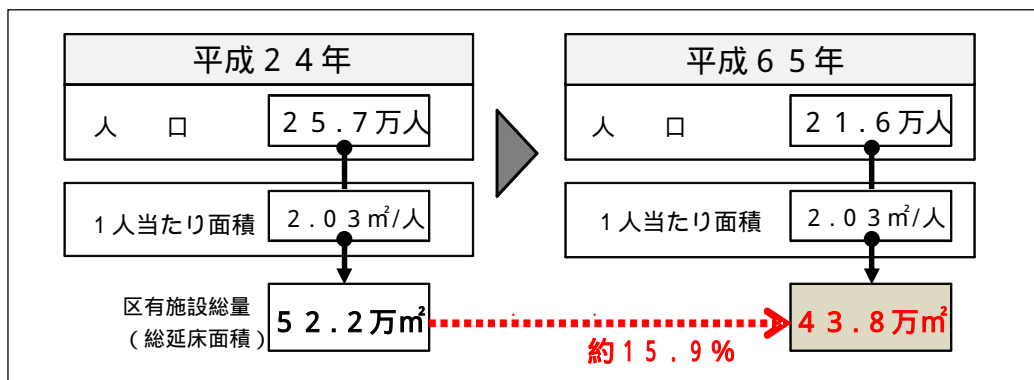 平成２４年
人　口
２５.７万人
１人当たり面積
２.０３㎡/人
区有施設総量
（総延床面積）
５２.２万㎡
平成６５年
人　口
２１.６万人
１人当たり面積
２.０３㎡/人
４３.８万㎡
約１５.９％